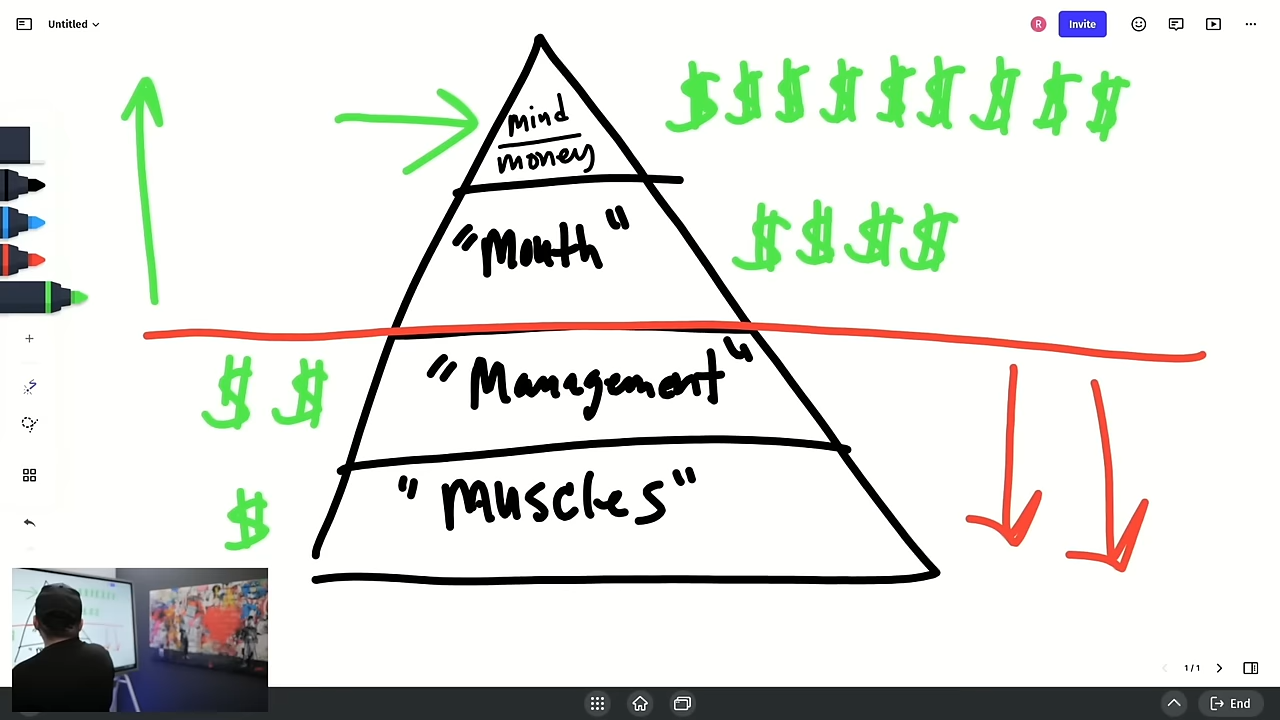 Untitled
R
Invite
mind
money
$ $ $ $ $ $ $ $ $
"Mouth"
$ $ $ $
"Management"
$ $
"Muscles"
$
1/1
End